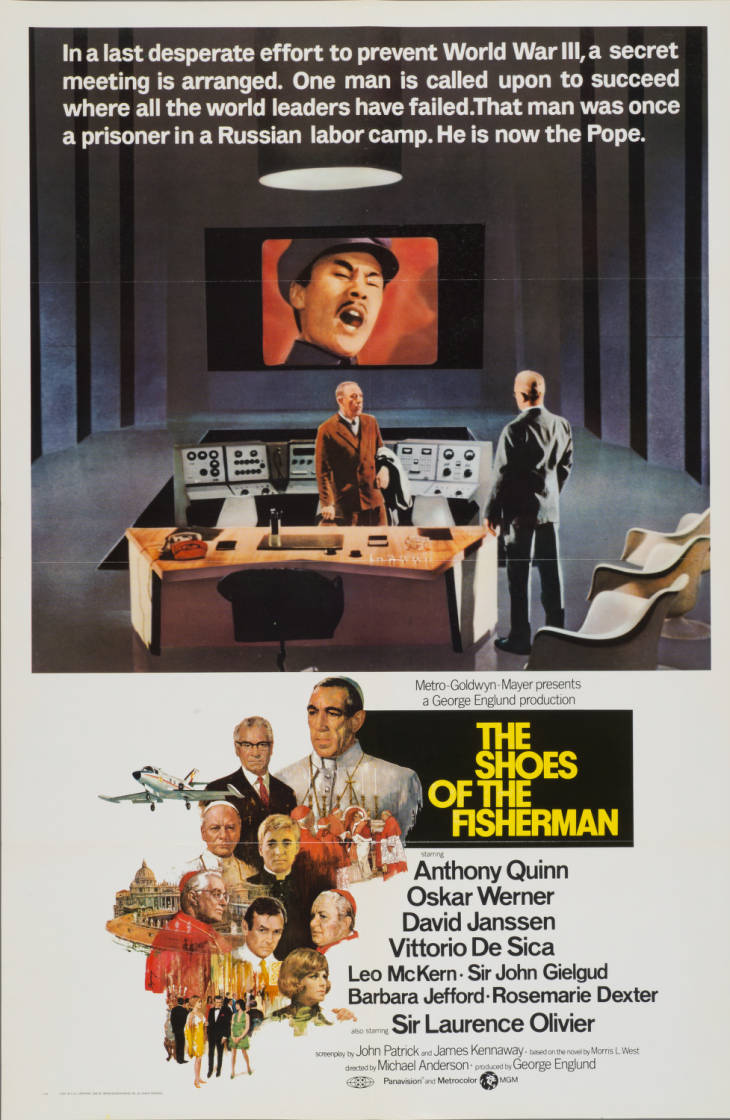 In a last desperate effort to prevent World War III, a secret
meeting is arranged. One man is called upon to succeed
where all the world leaders have failed. That man was once
a prisoner in a Russian labor camp. He is now the Pope.
Metro-Goldwyn-Mayer presents
a George Englund production
THE
SHOES
OF THE
FISHERMAN
starring
Anthony Quinn
Oskar Werner
David Janssen
Vittorio De Sica
Leo McKern · Sir John Gielgud
Barbara Jefford · Rosemarie Dexter
also starring Sir Laurence Olivier
screenplay by John Patrick and James Kennaway · based on the novel by Morris L. West
directed by Michael Anderson · produced by George Englund
Panavision® and Metrocolor MGM